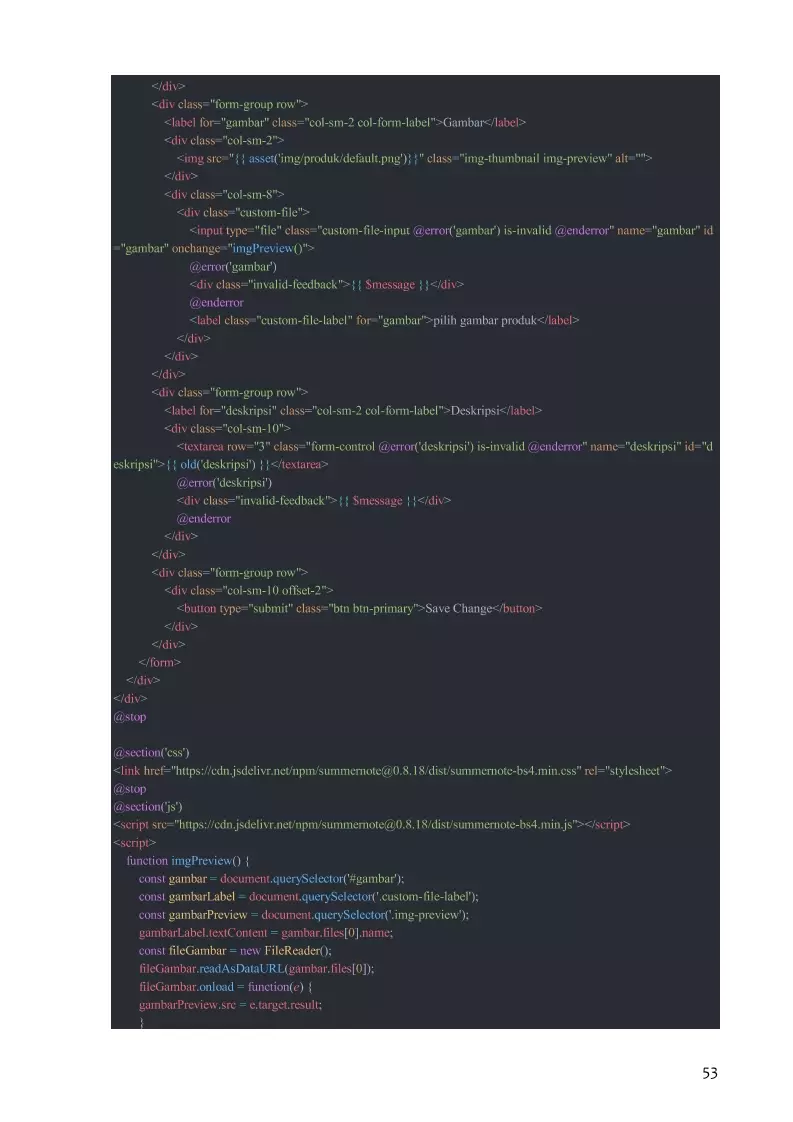 </div>
<div class="form-group row">
<label for="gambar" class="col-sm-2 col-form-label">Gambar</label>
<div class="col-sm-2">
<img src="{{ asset('img/produk/default.png')}}" class="img-thumbnail img-preview" alt="">
</div>
<div class="col-sm-8">
<div class="custom-file">
<input type="file" class="custom-file-input @error('gambar') is-invalid @enderror" name="gambar" id
="gambar" onchange="imgPreview()">
@error('gambar')
<div class="invalid-feedback">{{ $message }}</div>
@enderror
<label class="custom-file-label" for="gambar">pilih gambar produk</label>
</div>
</div>
</div>
<div class="form-group row">
<label for="deskripsi" class="col-sm-2 col-form-label">Deskripsi</label>
<div class="col-sm-10">
<textarea row="3" class="form-control @error('deskripsi') is-invalid @enderror" name="deskripsi" id="d
eskripsi">{{ old('deskripsi') }}</textarea>
@error('deskripsi')
<div class="invalid-feedback">{{ $message }}</div>
@enderror
</div>
</div>
<div class="form-group row">
<div class="col-sm-10 offset-2">
<button type="submit" class="btn btn-primary">Save Change</button>
</div>
</div>
</form>
</div>
</div>
@stop

@section('css')
<link href="https://cdn.jsdelivr.net/npm/summernote@0.8.18/dist/summernote-bs4.min.css" rel="stylesheet">
@stop
@section('js')
<script src="https://cdn.jsdelivr.net/npm/summernote@0.8.18/dist/summernote-bs4.min.js"></script>
<script>
function imgPreview() {
const gambar = document.querySelector('#gambar');
const gambarLabel = document.querySelector('.custom-file-label');
const gambarPreview = document.querySelector('.img-preview');
gambarLabel.textContent = gambar.files[0].name;
const fileGambar = new FileReader();
fileGambar.readAsDataURL(gambar.files[0]);
fileGambar.onload = function(e) {
gambarPreview.src = e.target.result;
}
53